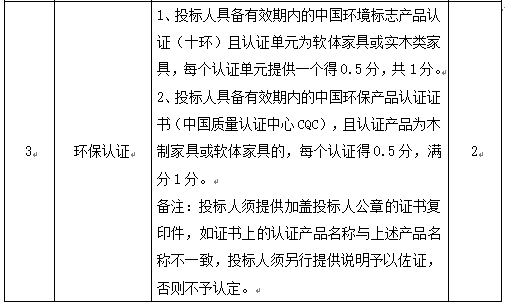 1、投标人具备有效期内的中国环境标志产品认
证（十环）且认证单元为软体家具或实木类家
具，每个认证单元提供一个得0.5分，共1分。
2、投标人具备有效期内的中国环保产品认证证
书（中国质量认证中心CQC），且认证产品为木
3
环保认证
制家具或软体家具的，每个认证得0.5分，满
2
分1分。
备注：投标人须提供加盖投标人公章的证书复
印件，如证书上的认证产品名称与上述产品名
称不一致，投标人须另行提供说明予以佐证，
否则不予认定。